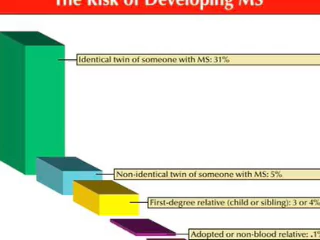 The Risk of Developing MS
Identical twin of someone with MS: 31%
Non-identical twin of someone with MS: 5%
First-degree relative (child or sibling): 3 or 4%
Adopted or non-blood relative: .1%